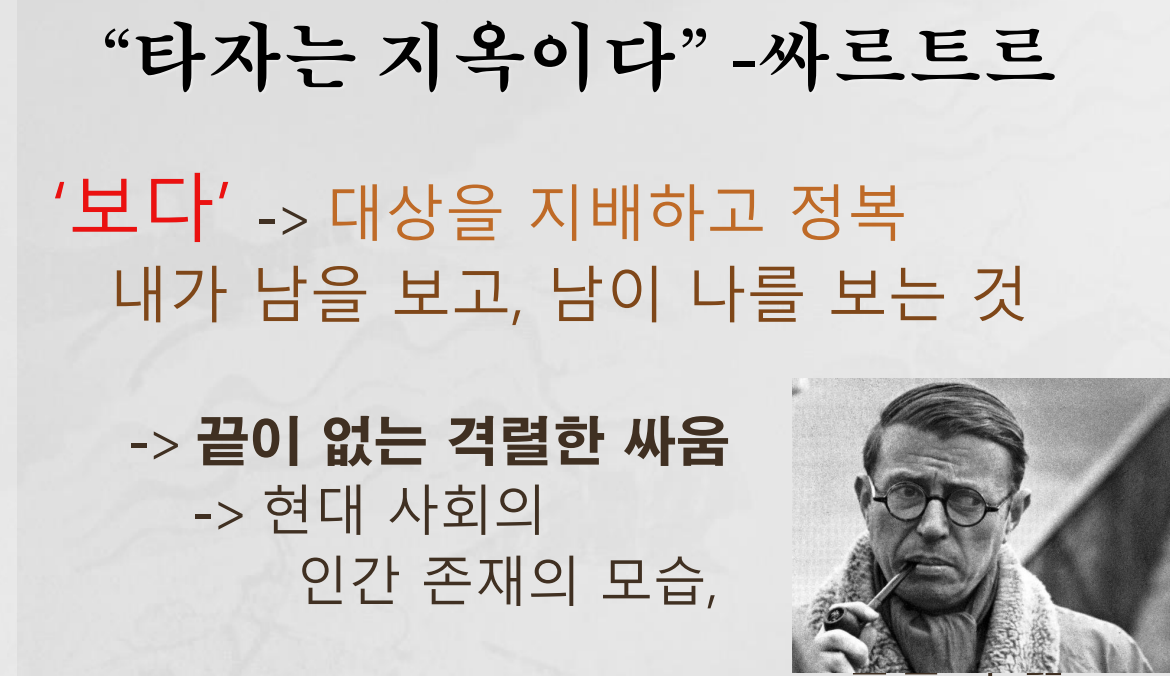 “타자는 지옥이다” -싸르트르
‘보다’ -> 대상을 지배하고 정복
내가 남을 보고, 남이 나를 보는 것
-> 끝이 없는 격렬한 싸움
-> 현대 사회의
인간 존재의 모습,